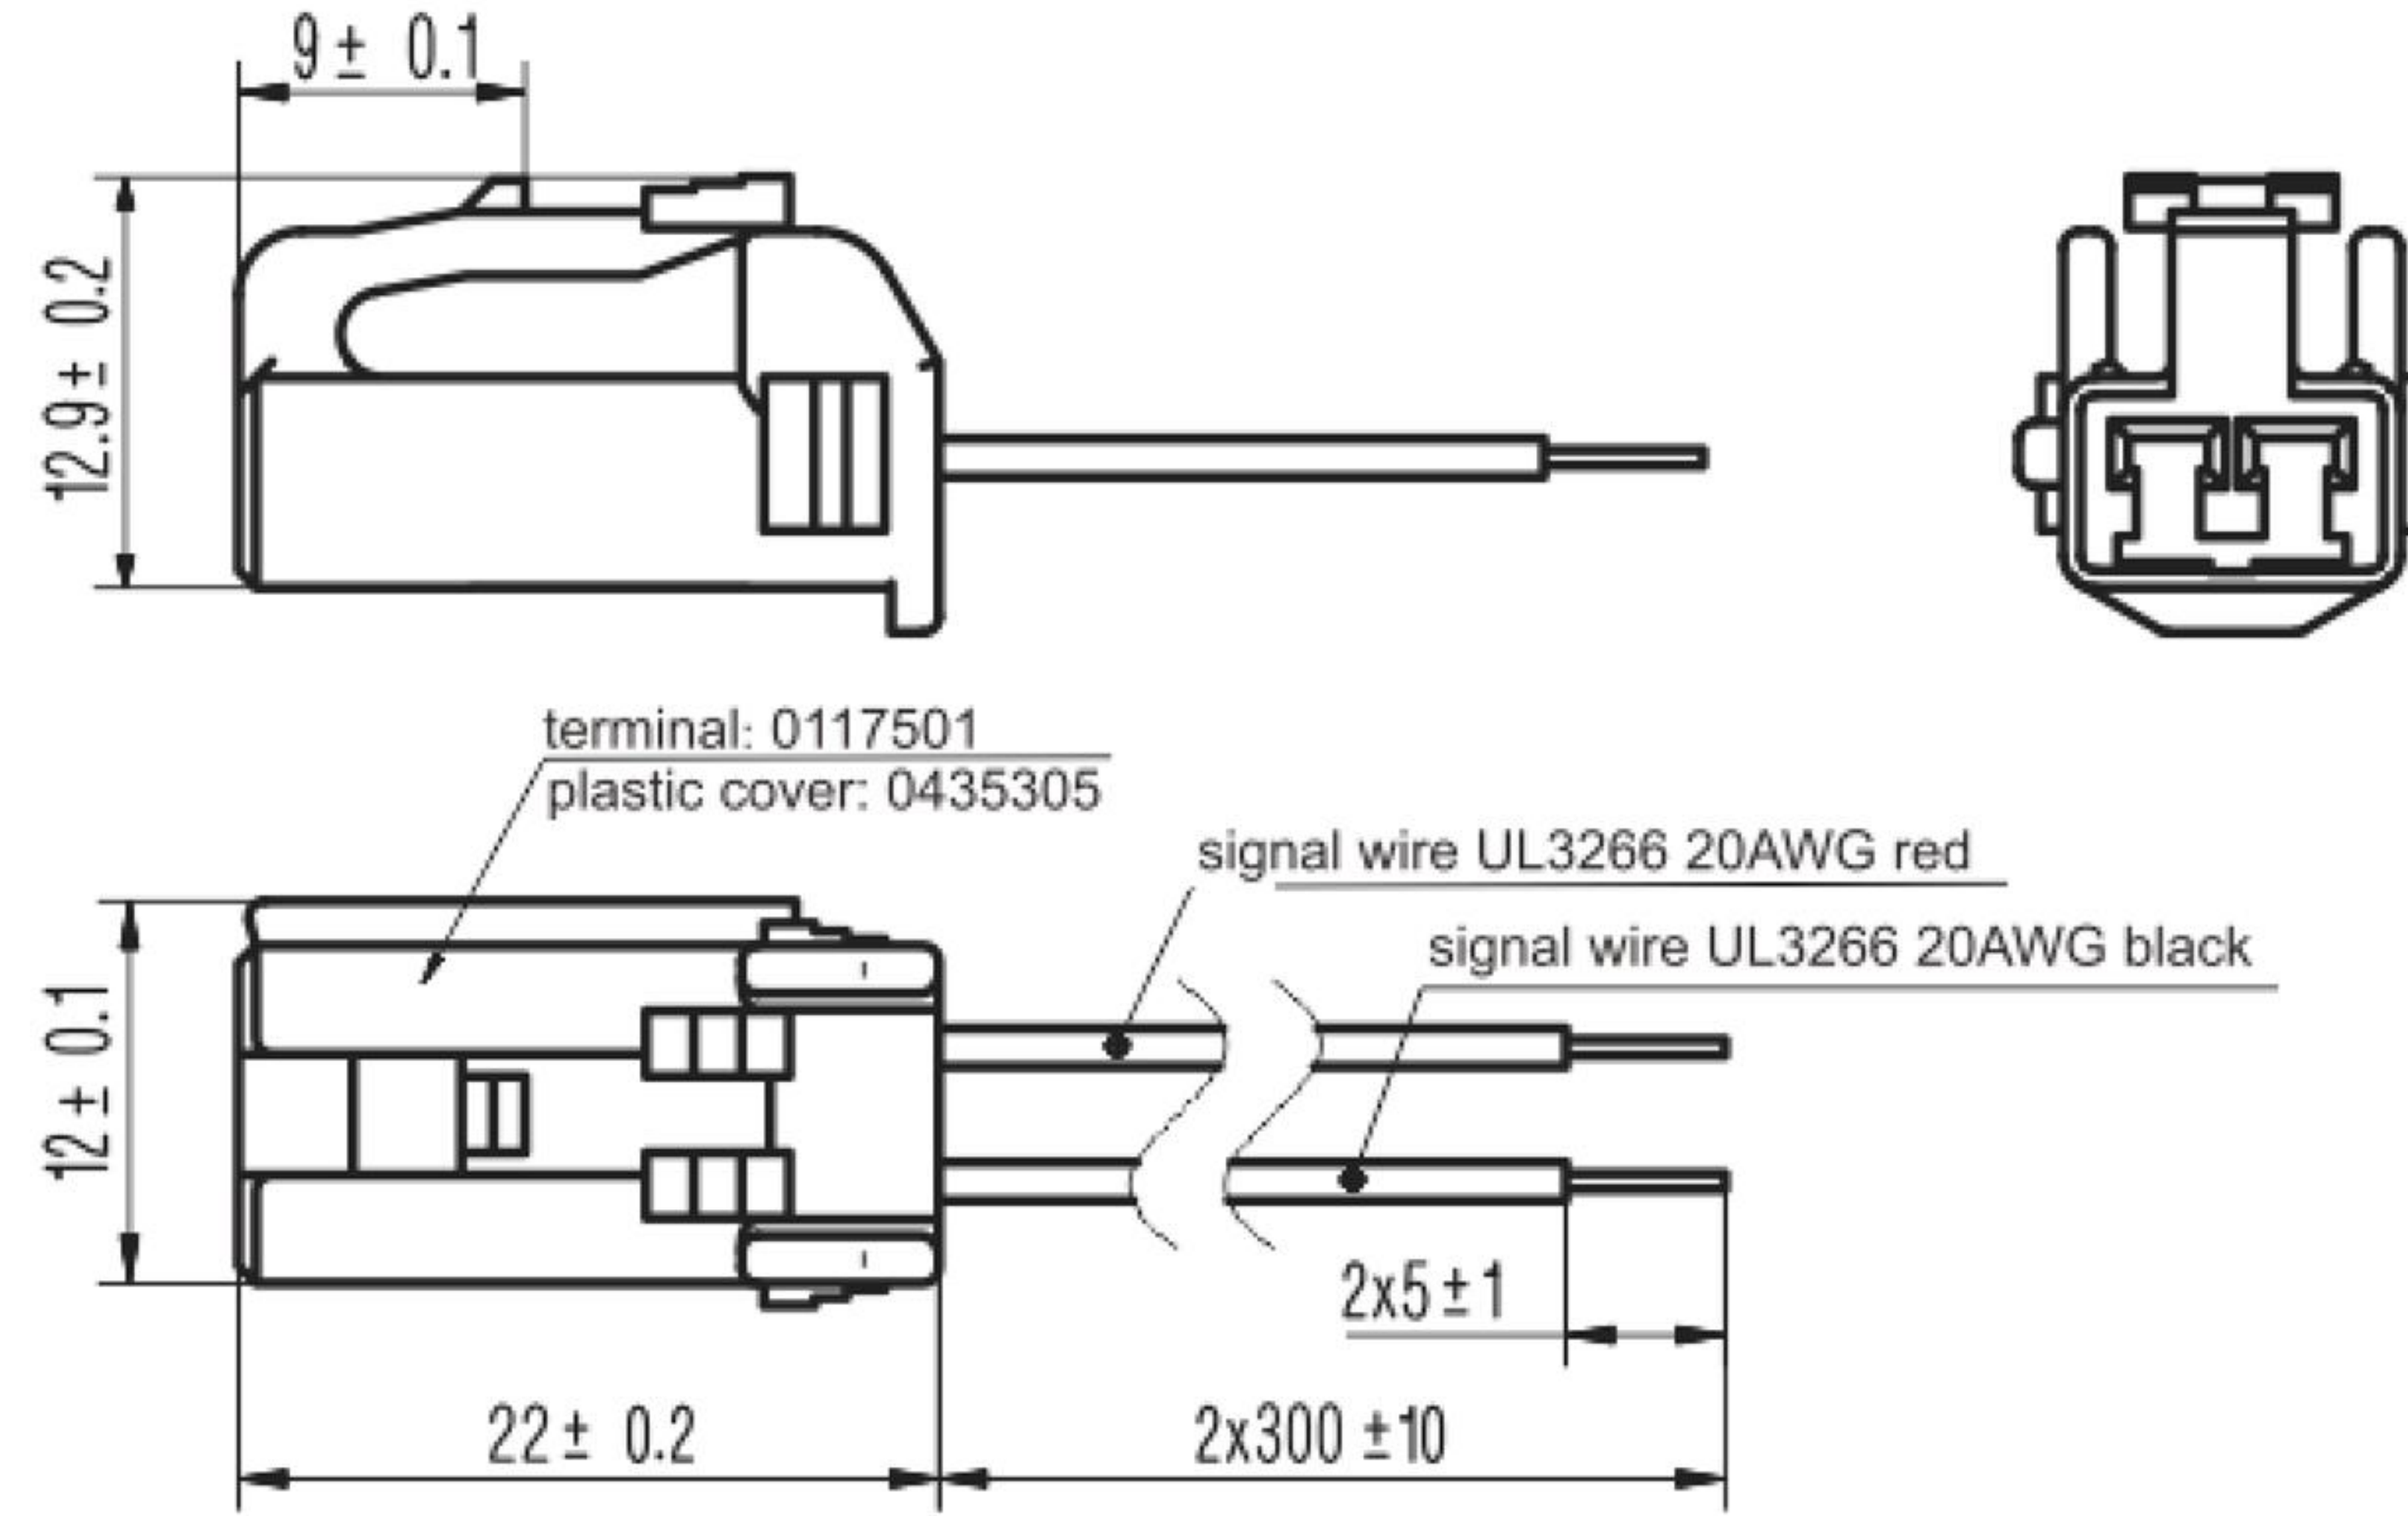 9± 0.1
12.9± 0.2
terminal: 0117501
plastic cover: 0435305
signal wire UL3266 20AWG red
signal wire UL3266 20AWG black
12± 0.1
2x5±1
22± 0.2
2x300 ±10